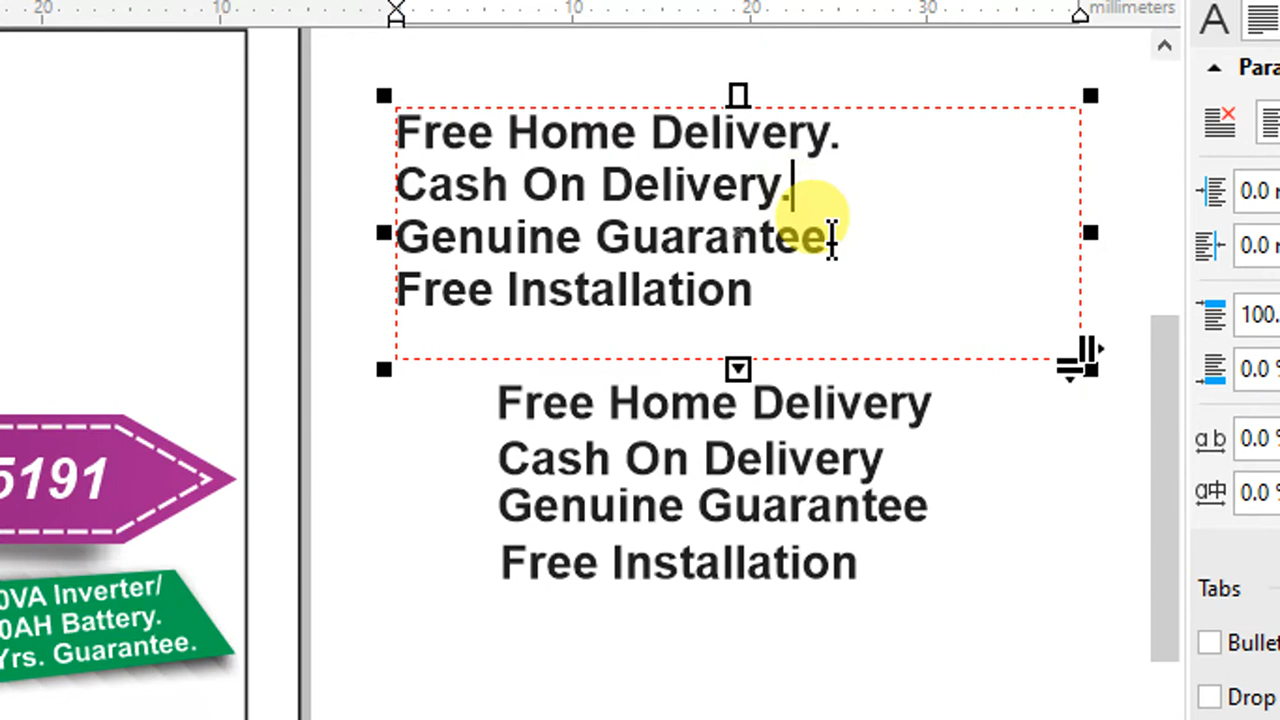 20
10
10
20
30
millimeters
A
Para
Free Home Delivery.
Cash On Delivery.
Genuine Guarantee
Free Installation
0.0
0.0
100.
0.0 %
ab
0.0 %
0.0 %
Free Home Delivery
Cash On Delivery
Genuine Guarantee
Free Installation
5191
0VA Inverter/
0AH Battery.
Yrs. Guarantee.
Tabs
Bullet
Drop